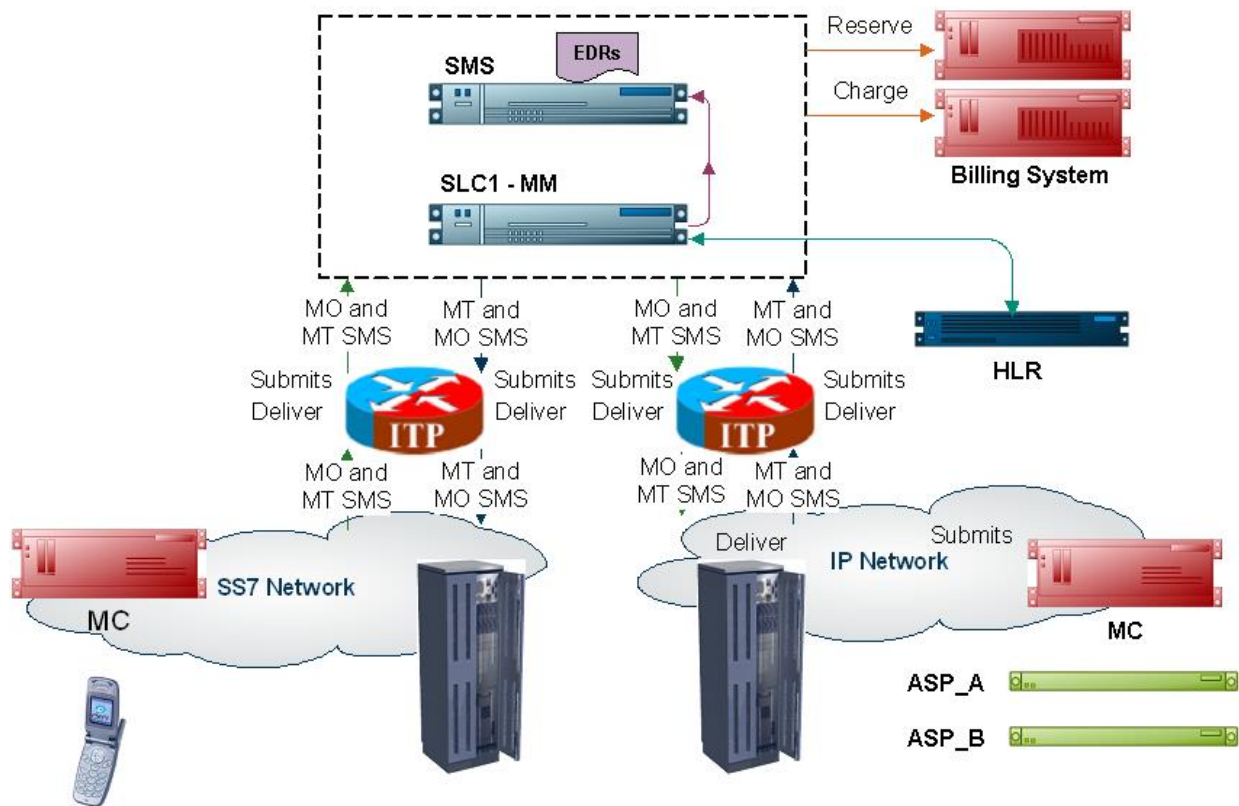 Reserve
EDRs
SMS
Charge
SLC1 - MM
Billing System
MO and
MT SMS
MT and
MO SMS
MO and
MT SMS
MT and
MO SMS
HLR
Submits
Deliver
ITP
Submits
Deliver
Submits
Deliver
ITP
Submits
Deliver
MO and
MT SMS
MT and
MO SMS
MO and
MT SMS
MT and
MO SMS
SS7 Network
MC
Deliver
Submits
IP Network
MC
ASP_A
ASP_B